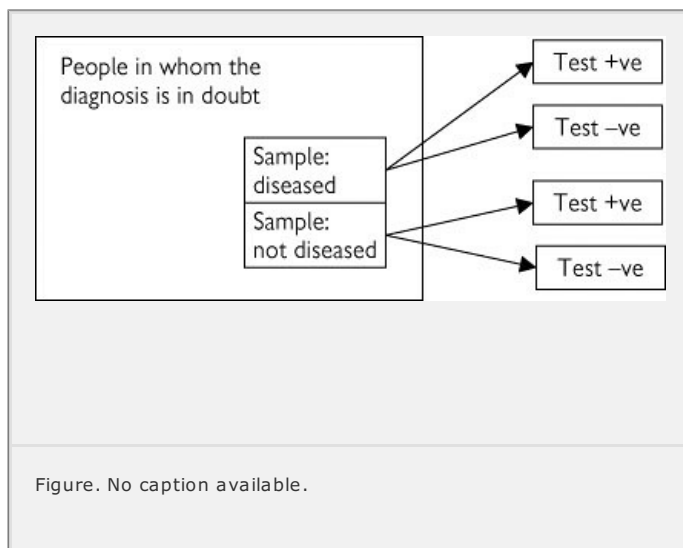 People in whom the
diagnosis is in doubt
Sample:
diseased
Sample:
not diseased
Test +ve
Test –ve
Test +ve
Test –ve
Figure. No caption available.